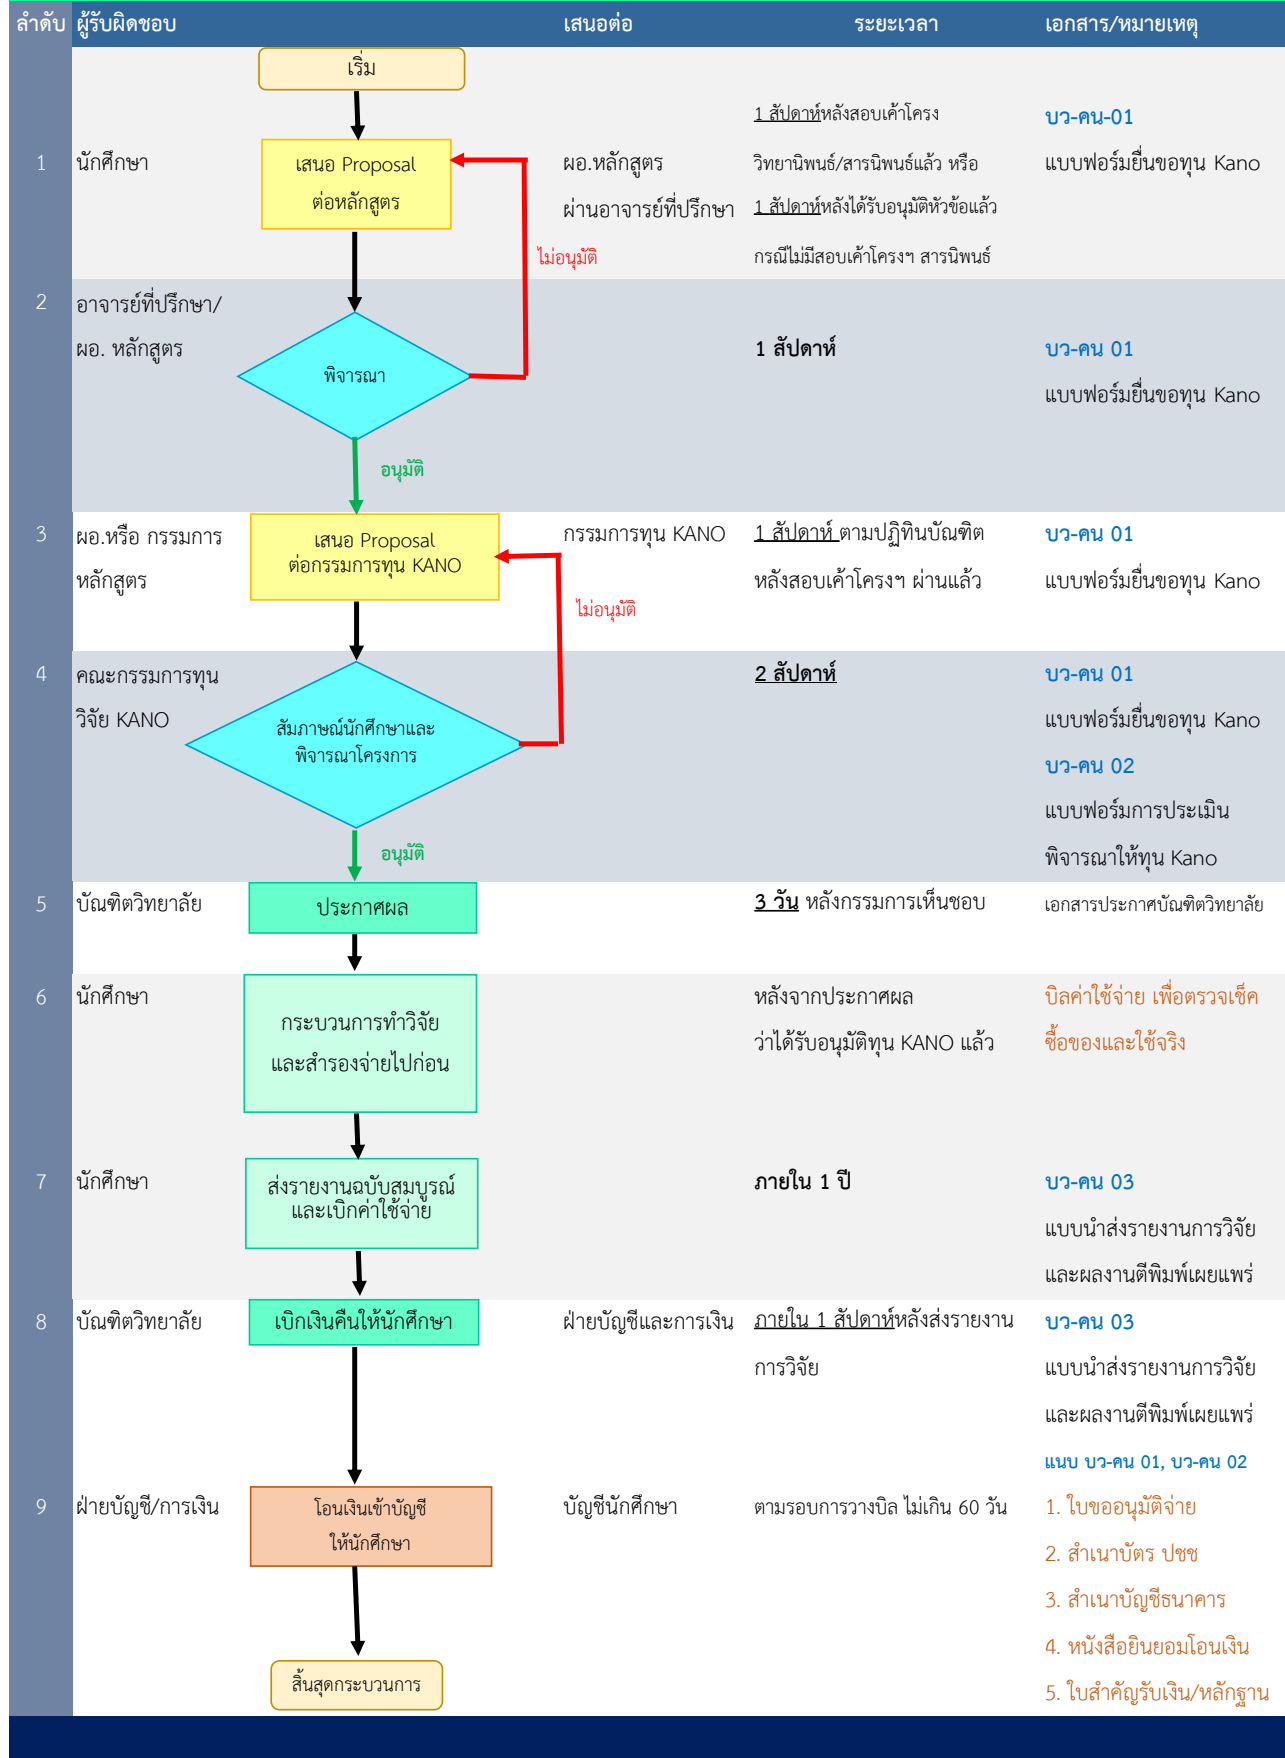 ลำดับ ผู้รับผิดชอบ เสนอต่อ ระยะเวลา เอกสาร/หมายเหตุ
เริ่ม
1 นักศึกษา
เสนอ Proposal
ต่อหลักสูตร
ผอ.หลักสูตร
ผ่านอาจารย์ที่ปรึกษา
1 สัปดาห์หลังสอบเค้าโครง
วิทยานิพนธ์/สารนิพนธ์แล้ว หรือ
1 สัปดาห์หลังได้รับอนุมัติหัวข้อแล้ว
กรณีไม่มีสอบเค้าโครงฯ สารนิพนธ์
บว-คน-01
แบบฟอร์มยื่นขอทุน Kano
ไม่อนุมัติ
2 อาจารย์ที่ปรึกษา/
ผอ. หลักสูตร
พิจารณา
1 สัปดาห์
บว-คน 01
แบบฟอร์มยื่นขอทุน Kano
อนุมัติ
3 ผอ.หรือ กรรมการ
หลักสูตร
เสนอ Proposal
ต่อกรรมการทุน KANO
กรรมการทุน KANO
1 สัปดาห์ ตามปฏิทินบัณฑิต
หลังสอบเค้าโครงฯ ผ่านแล้ว
บว-คน 01
แบบฟอร์มยื่นขอทุน Kano
ไม่อนุมัติ
4 คณะกรรมการทุน
วิจัย KANO
สัมภาษณ์นักศึกษาและ
พิจารณาโครงการ
2 สัปดาห์
บว-คน 01
แบบฟอร์มยื่นขอทุน Kano
บว-คน 02
แบบฟอร์มการประเมิน
พิจารณาให้ทุน Kano
อนุมัติ
5 บัณฑิตวิทยาลัย
ประกาศผล
3 วัน หลังกรรมการเห็นชอบ
เอกสารประกาศบัณฑิตวิทยาลัย
6 นักศึกษา
กระบวนการทำวิจัย
และสำรองจ่ายไปก่อน
หลังจากประกาศผล
ว่าได้รับอนุมัติทุน KANO แล้ว
บิลค่าใช้จ่าย เพื่อตรวจเช็ค
ซื้อของและใช้จริง
7 นักศึกษา
ส่งรายงานฉบับสมบูรณ์
และเบิกค่าใช้จ่าย
ภายใน 1 ปี
บว-คน 03
แบบนำส่งรายงานการวิจัย
และผลงานตีพิมพ์เผยแพร่
8 บัณฑิตวิทยาลัย
เบิกเงินคืนให้นักศึกษา
ฝ่ายบัญชีและการเงิน
ภายใน 1 สัปดาห์หลังส่งรายงาน
การวิจัย
บว-คน 03
แบบนำส่งรายงานการวิจัย
และผลงานตีพิมพ์เผยแพร่
แนบ บว-คน 01, บว-คน 02
9 ฝ่ายบัญชี/การเงิน
โอนเงินเข้าบัญชี
ให้นักศึกษา
บัญชีนักศึกษา
ตามรอบการวางบิล ไม่เกิน 60 วัน
1. ใบขออนุมัติจ่าย
2. สำเนาบัตร ปชช
3. สำเนาบัญชีธนาคาร
4. หนังสือยินยอมโอนเงิน
5. ใบสำคัญรับเงิน/หลักฐาน
สิ้นสุดกระบวนการ